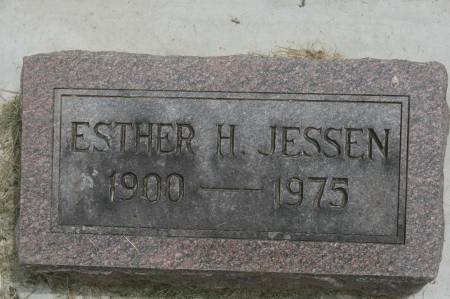 ESTHER H. JESSEN
1900 — 1975